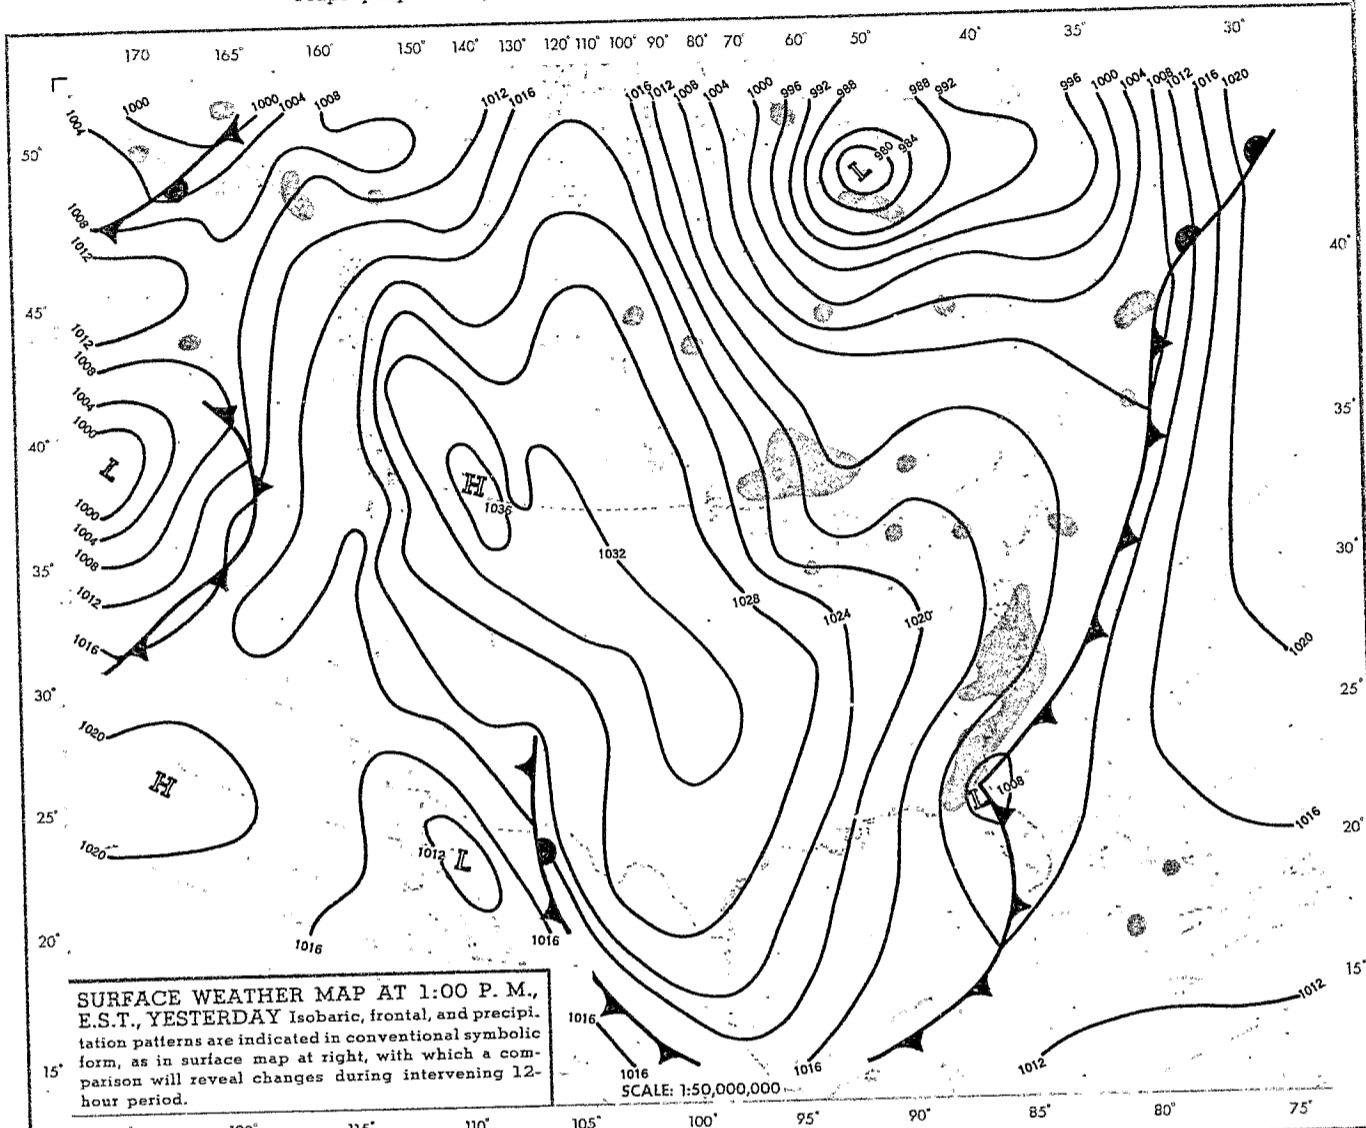 170 165° 160° 150° 140° 130° 120° 110° 100° 90° 80° 70° 60° 50° 40° 35° 30°
1004 1000 1000 1004 1008 1012 1016 1016 1012 1008 1004 1000 996 992 988 988 992 996 1000 1004 1008 1012 1016 1020
50°
980 984
L
1008
1012
40°
45°
1012
1008
1004
1000
35°
40°
L
H
1036
1000
1004
1008
1032
30°
35°
1012
1028
1024
1020
1016
1020
30°
25°
1020
H
L
1008
25°
1016
20°
1020
1012
L
20°
1016
1016
15°
SURFACE WEATHER MAP AT 1:00 P. M.,
E.S.T., YESTERDAY Isobaric, frontal, and precipi-
tation patterns are indicated in conventional symbolic
form, as in surface map at right, with which a com-
parison will reveal changes during intervening 12-
hour period.
1012
1016
1012
15°
1016
1016
SCALE: 1:50,000,000
110° 105° 100° 95° 90° 85° 80° 75°